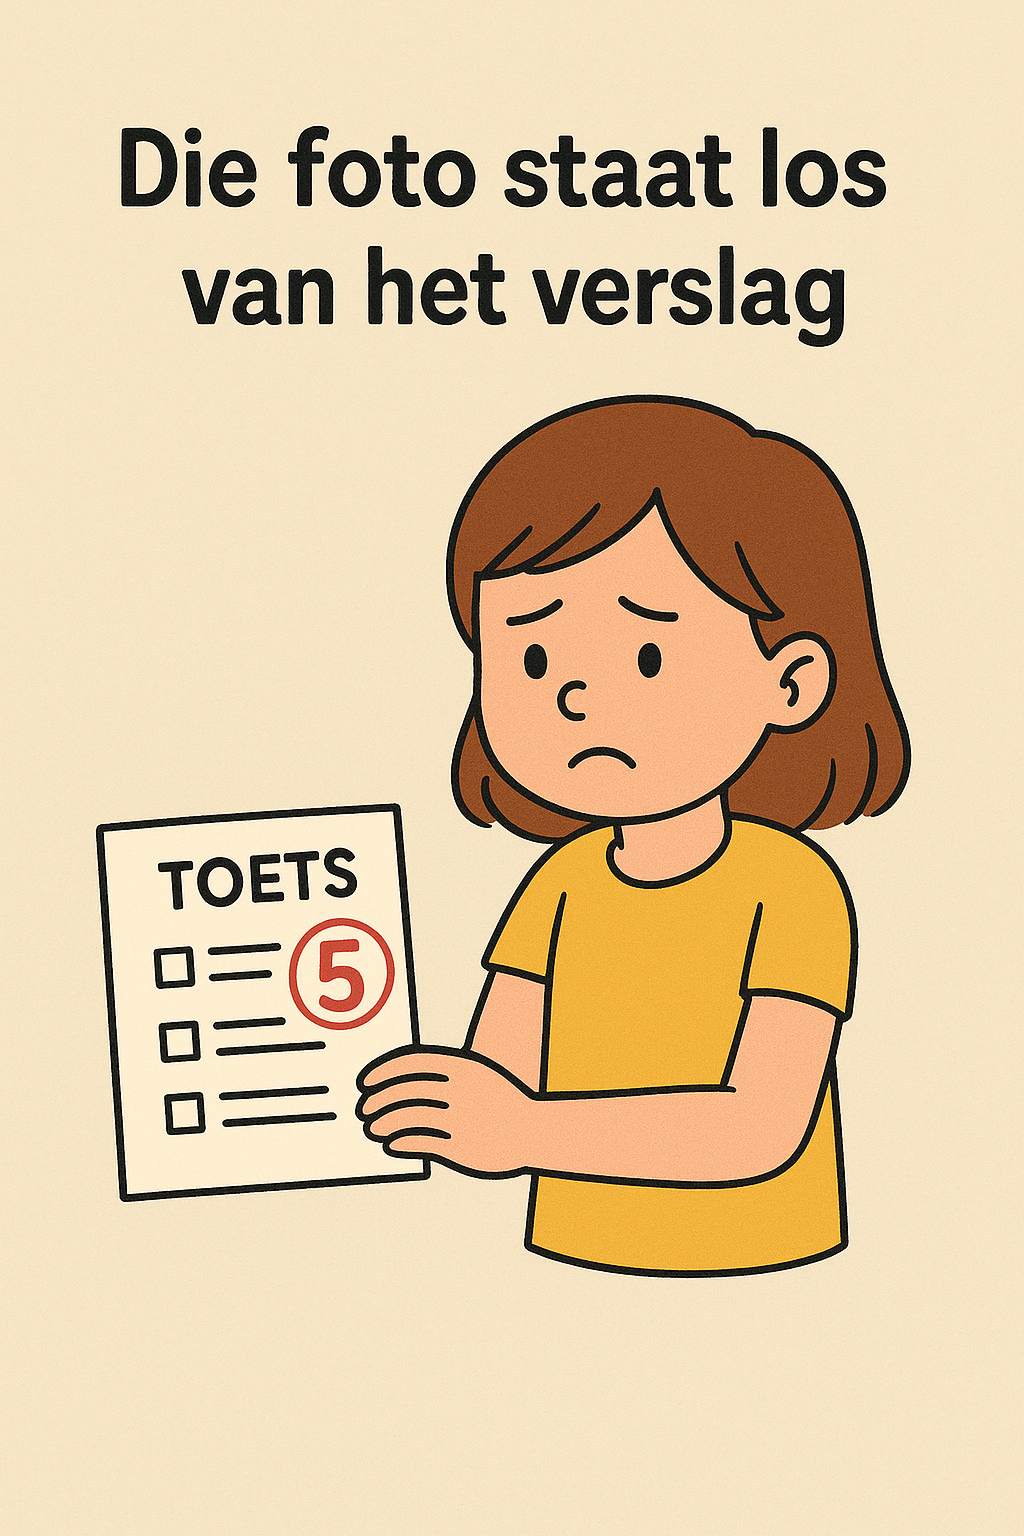 Die foto staat los
van het verslag
TOETS
5